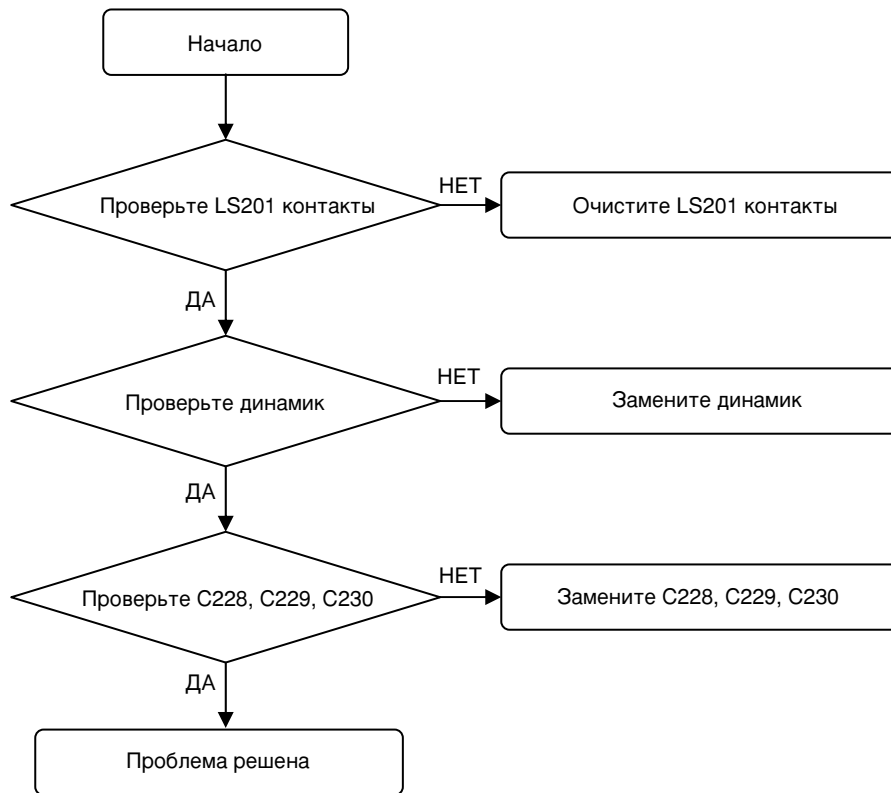 Начало
Проверьте LS201 контакты
НЕТ
Очистите LS201 контакты
ДА
Проверьте динамик
НЕТ
Замените динамик
ДА
Проверьте C228, C229, C230
НЕТ
Замените C228, C229, C230
ДА
Проблема решена